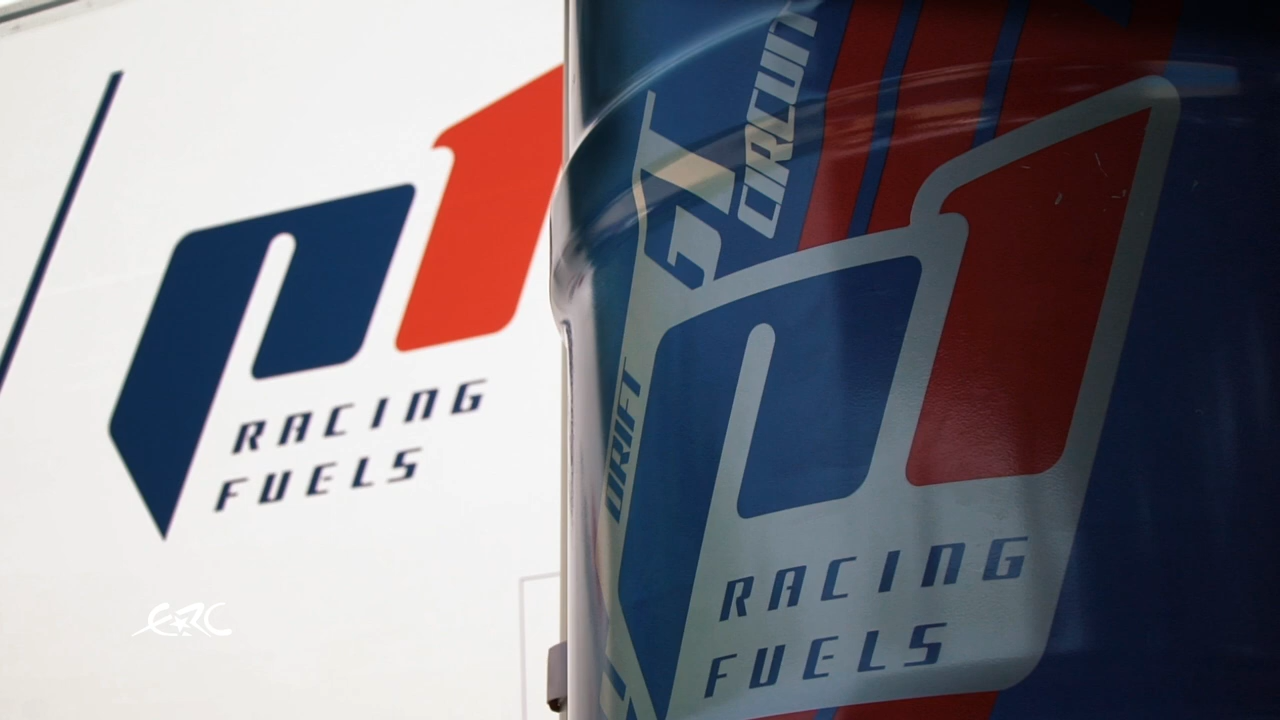 P1
RACING
FUELS
ERC
GT
CIRCUIT
DRIFT
P1
RACING
FUELS